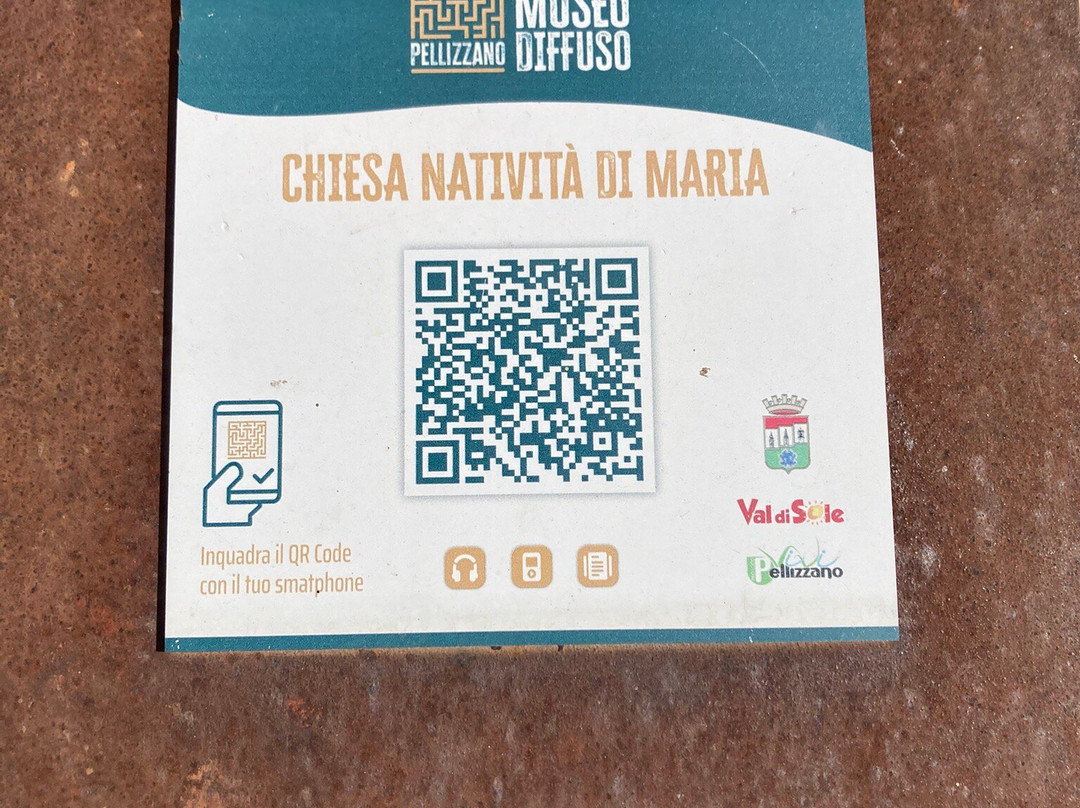 PELLIZZANO
MUSEO
DIFFUSO
CHIESA NATIVITÀ DI MARIA
Inquadra il QR Code
con il tuo smatphone
Val di Sole
Vivi
Pellizzano